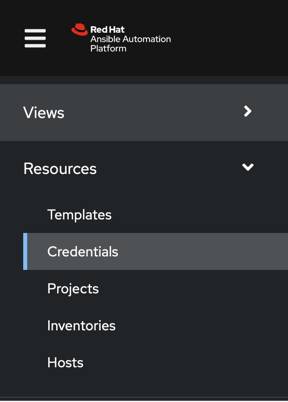 Red Hat
Ansible Automation
Platform
Views
Resources
Templates
Credentials
Projects
Inventories
Hosts